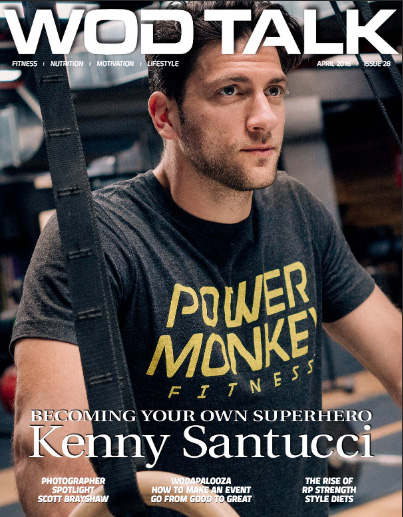 WOD TALK
FITNESS | NUTRITION | MOTIVATION | LIFESTYLE
APRIL 2016 | ISSUE 28
POWER
MONKEY
FITNESS
BECOMING YOUR OWN SUPERHERO
Kenny Santucci
PHOTOGRAPHER
SPOTLIGHT
SCOTT BRAYSHAW
WODAPALOOZA
HOW TO MAKE AN EVENT
GO FROM GOOD TO GREAT
THE RISE OF
RP STRENGTH
STYLE DIETS